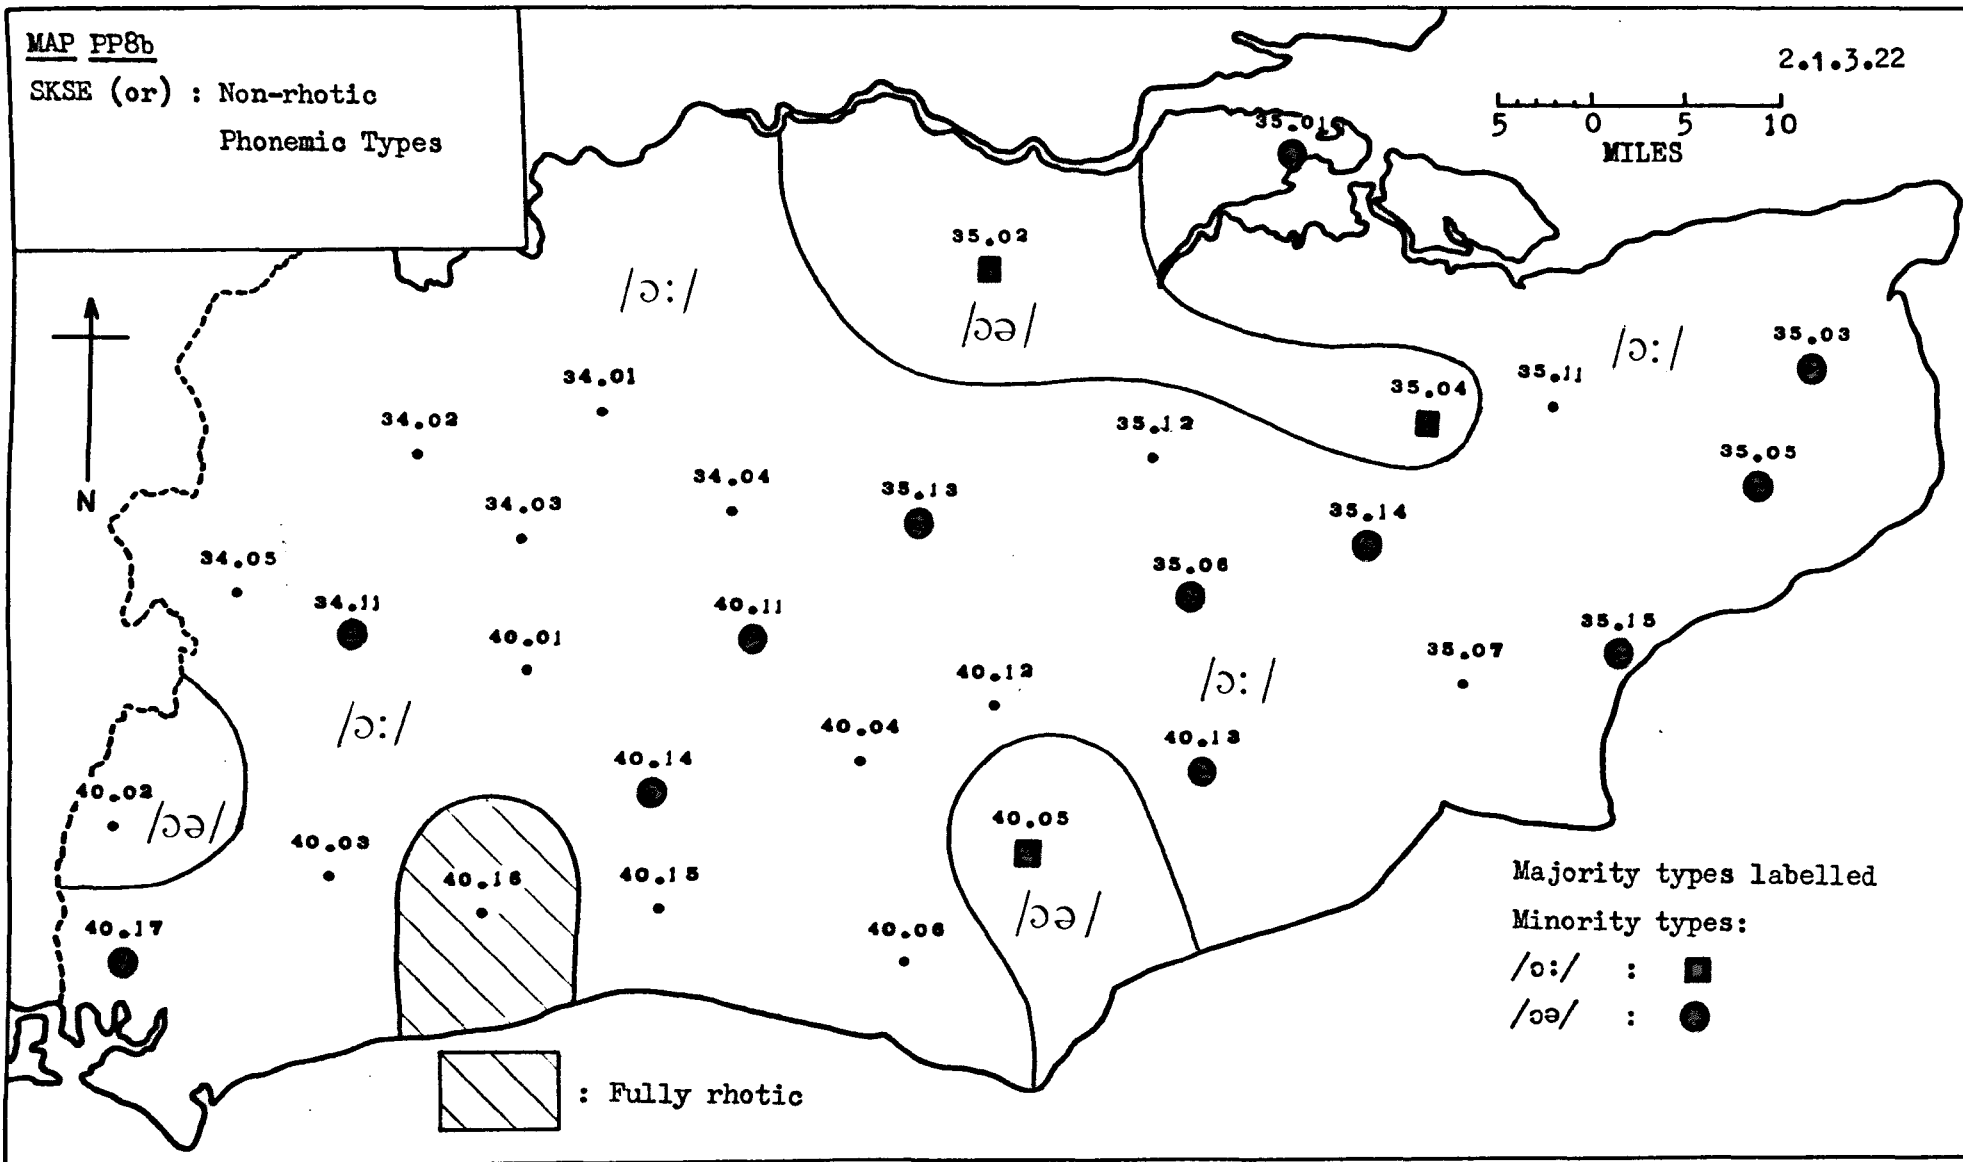 MAP PP8b
SKSE (or) : Non-rhotic
Phonemic Types
2.1.3.22
5 0 5 10
MILES
35.01
35.02
/ɔ:/
/ɔə/
/ɔ:/
35.03
34.01
35.11
35.04
34.02
35.12
35.05
34.04
35.13
34.03
35.14
N
34.05
35.06
34.11
40.11
35.15
40.01
35.07
40.12
/ɔ:/
/ɔ:/
40.04
40.13
40.14
40.02
/ɔə/
40.05
40.03
40.16
40.15
Majority types labelled
/ɔə/
Minority types:
40.17
40.06
/ɔ:/ :
/ɔə/ :
: Fully rhotic